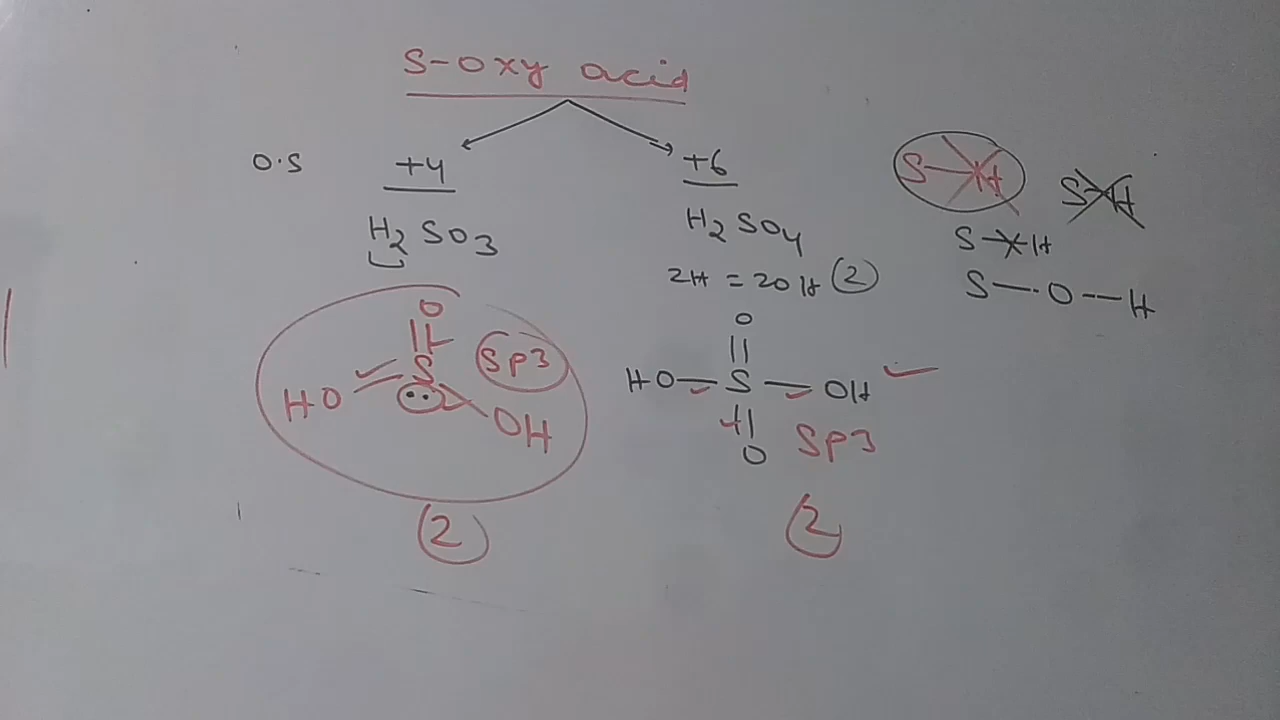 S-Oxy acid
O.S +4 +6
H2SO3 H2SO4
2H = 2OH (2)
S-H S-H
S-H
S-O-H
O
S
HO OH
SP3
(2)
O
HO-S-OH
O
SP3
(2)